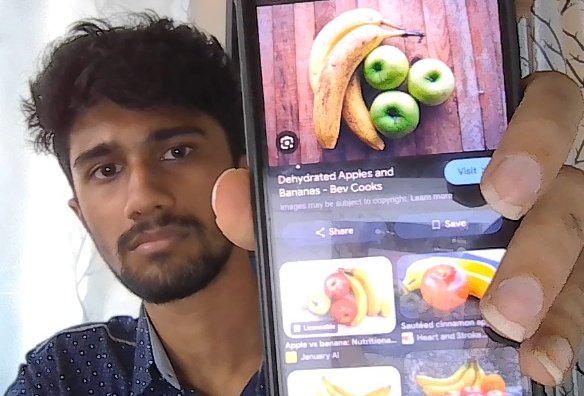 Dehydrated Apples and
Bananas - Bev Cooks
Visit
Images may be subject to copyright. Learn more
Share
Save
Licensable
Apple vs banana: Nutritiona...
January AI
Sautéed cinnamon ap
Heart and Stroke...